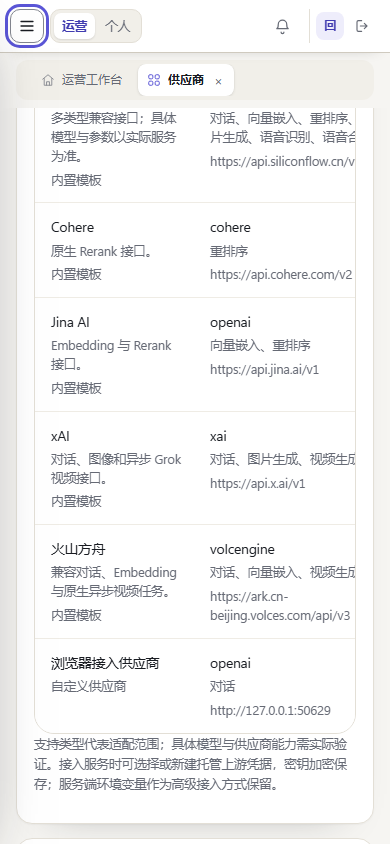 运营 个人 回
运营工作台 供应商 ×
多类型兼容接口；具体
模型与参数以实际服务
为准。
内置模板
对话、向量嵌入、重排序、
片生成、语音识别、语音合
https://api.siliconflow.cn/v
Cohere
原生 Rerank 接口。
内置模板
cohere
重排序
https://api.cohere.com/v2
Jina AI
Embedding 与 Rerank
接口。
内置模板
openai
向量嵌入、重排序
https://api.jina.ai/v1
xAI
对话、图像和异步 Grok
视频接口。
内置模板
xai
对话、图片生成、视频生成
https://api.x.ai/v1
火山方舟
兼容对话、Embedding
与原生异步视频任务。
内置模板
volcengine
对话、向量嵌入、视频生成
https://ark.cn-
beijing.volces.com/api/v3
浏览器接入供应商
自定义供应商
openai
对话
http://127.0.0.1:50629
支持类型代表适配范围；具体模型与供应商能力需实际验
证。接入服务时可选择或新建托管上游凭据，密钥加密保
存；服务端环境变量作为高级接入方式保留。